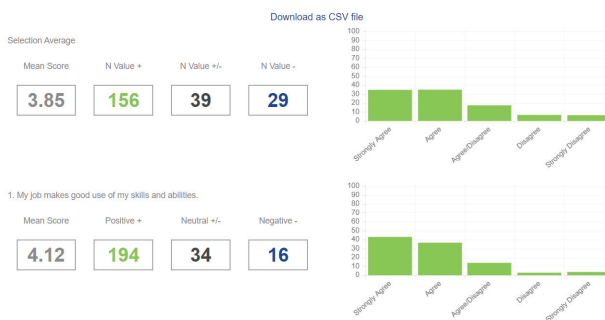 Download as CSV file
Selection Average
Mean Score N Value + N Value +/- N Value -
3.85 156 39 29
100
90
80
70
60
50
40
30
20
10
0
Strongly Agree Agree Agree/Disagree Disagree Strongly Disagree
1. My job makes good use of my skills and abilities.
Mean Score Positive + Neutral +/- Negative -
4.12 194 34 16
100
90
80
70
60
50
40
30
20
10
0
Strongly Agree Agree Agree/Disagree Disagree Strongly Disagree